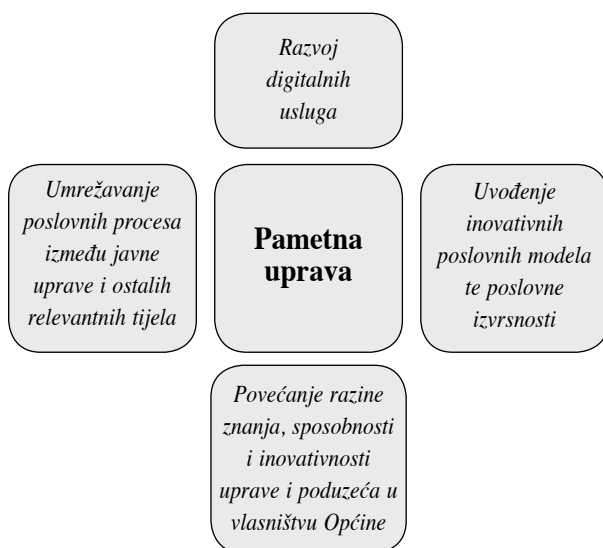 Razvoj
digitalnih
usluga
Umrežavanje
poslovnih procesa
između javne
uprave i ostalih
relevantnih tijela
Pametna
uprava
Uvođenje
inovativnih
poslovnih modela
te poslovne
izvrsnosti
Povećanje razine
znanja, sposobnosti
i inovativnosti
uprave i poduzeća u
vlasništvu Općine